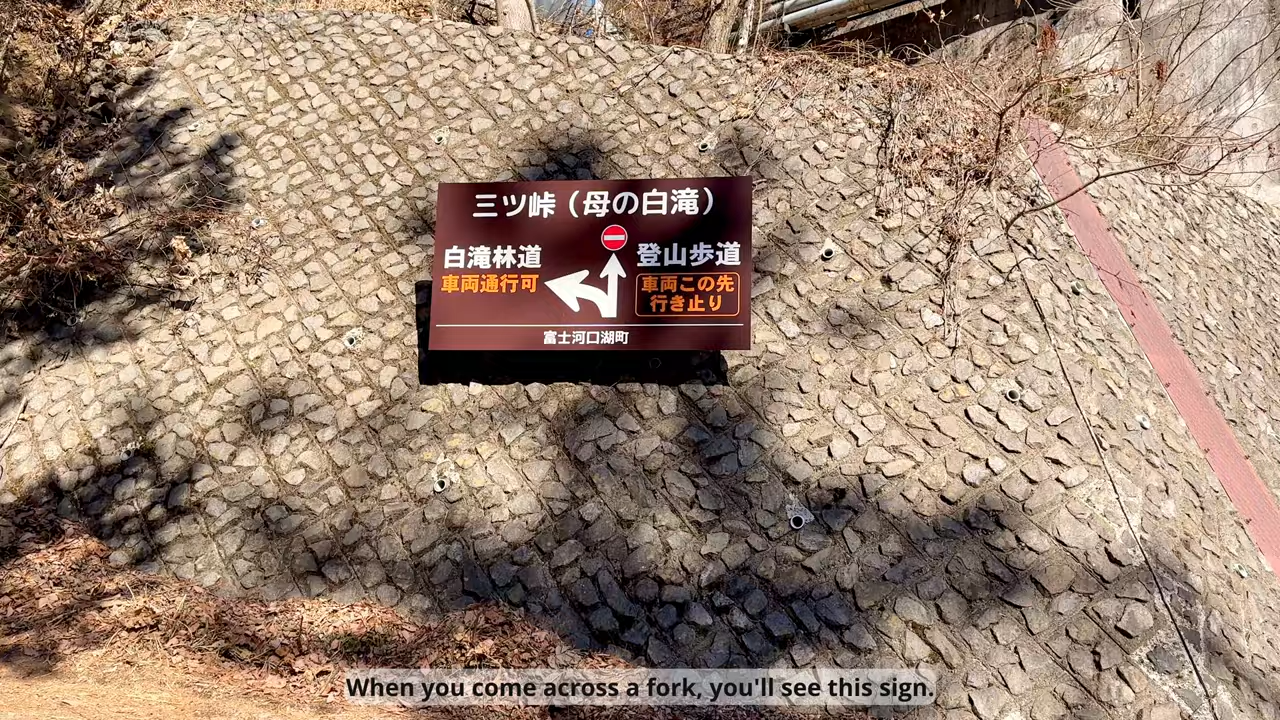 三ツ峠（母の白滝）
白滝林道
車両通行可
登山歩道
車両この先
行き止り
富士河口湖町
When you come across a fork, you'll see this sign.